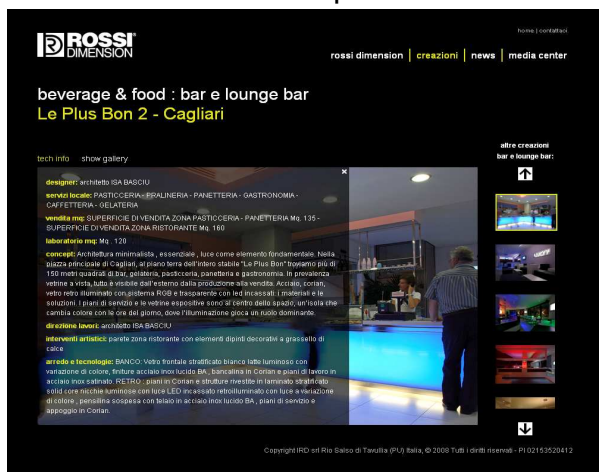 home | contattaci
ROSSI
DIMENSION
rossi dimension | creazioni | news | media center
beverage & food : bar e lounge bar
Le Plus Bon 2 - Cagliari
altre creazioni
bar e lounge bar:
tech info show gallery
designer: architetto ISA BASCIU
servizi locale: PASTICCERIA - PRALINERIA - PANETTERIA - GASTRONOMIA -
CAFFETTERIA - GELATERIA
vendita mq: SUPERFICIE DI VENDITA ZONA PASTICCERIA - PANETTERIA Mq. 135 -
SUPERFICIE DI VENDITA ZONA RISTORANTE Mq. 160
laboratorio mq: Mq . 120
concept: Architettura minimalista , essenziale , luce come elemento fondamentale. Nella
piazza principale di Cagliari, al piano terra dell'intero stabile "Le Plus Bon" troviamo più di
150 metri quadrati di bar, gelateria, pasticceria, panetteria e gastronomia. In prevalenza
vetrine a vista, tutto è visibile dall'esterno dalla produzione alla vendita. Acciaio, corian,
vetro retro illuminato con sistema RGB e trasparente con led incassati: i materiali e le
soluzioni. I piani di servizio e le vetrine espositive sono al centro dello spazio, un'isola che
cambia colore con le ore del giorno, dove l'illuminazione gioca un ruolo dominante.
direzione lavori: architetto ISA BASCIU
interventi artistici: parete zona ristorante con elementi dipinti decorativi a grassello di
calce
arredo e tecnologie: BANCO: Vetro frontale stratificato bianco latte luminoso con
variazione di colore, finiture acciaio inox lucido BA , bancalina in Corian e piani di lavoro in
acciaio inox satinato. RETRO : piani in Corian e strutture rivestite in laminato stratificato
solid core nicchie luminose con luce LED incassato retroilluminato con luce a variazione
di colore , pensilina sospesa con telaio in acciaio inox lucido BA , piani di servizio e
appoggio in Corian.
Copyright IRD srl Rio Salso di Tavullia (PU) Italia, © 2008 Tutti i diritti riservati - PI 02153520412